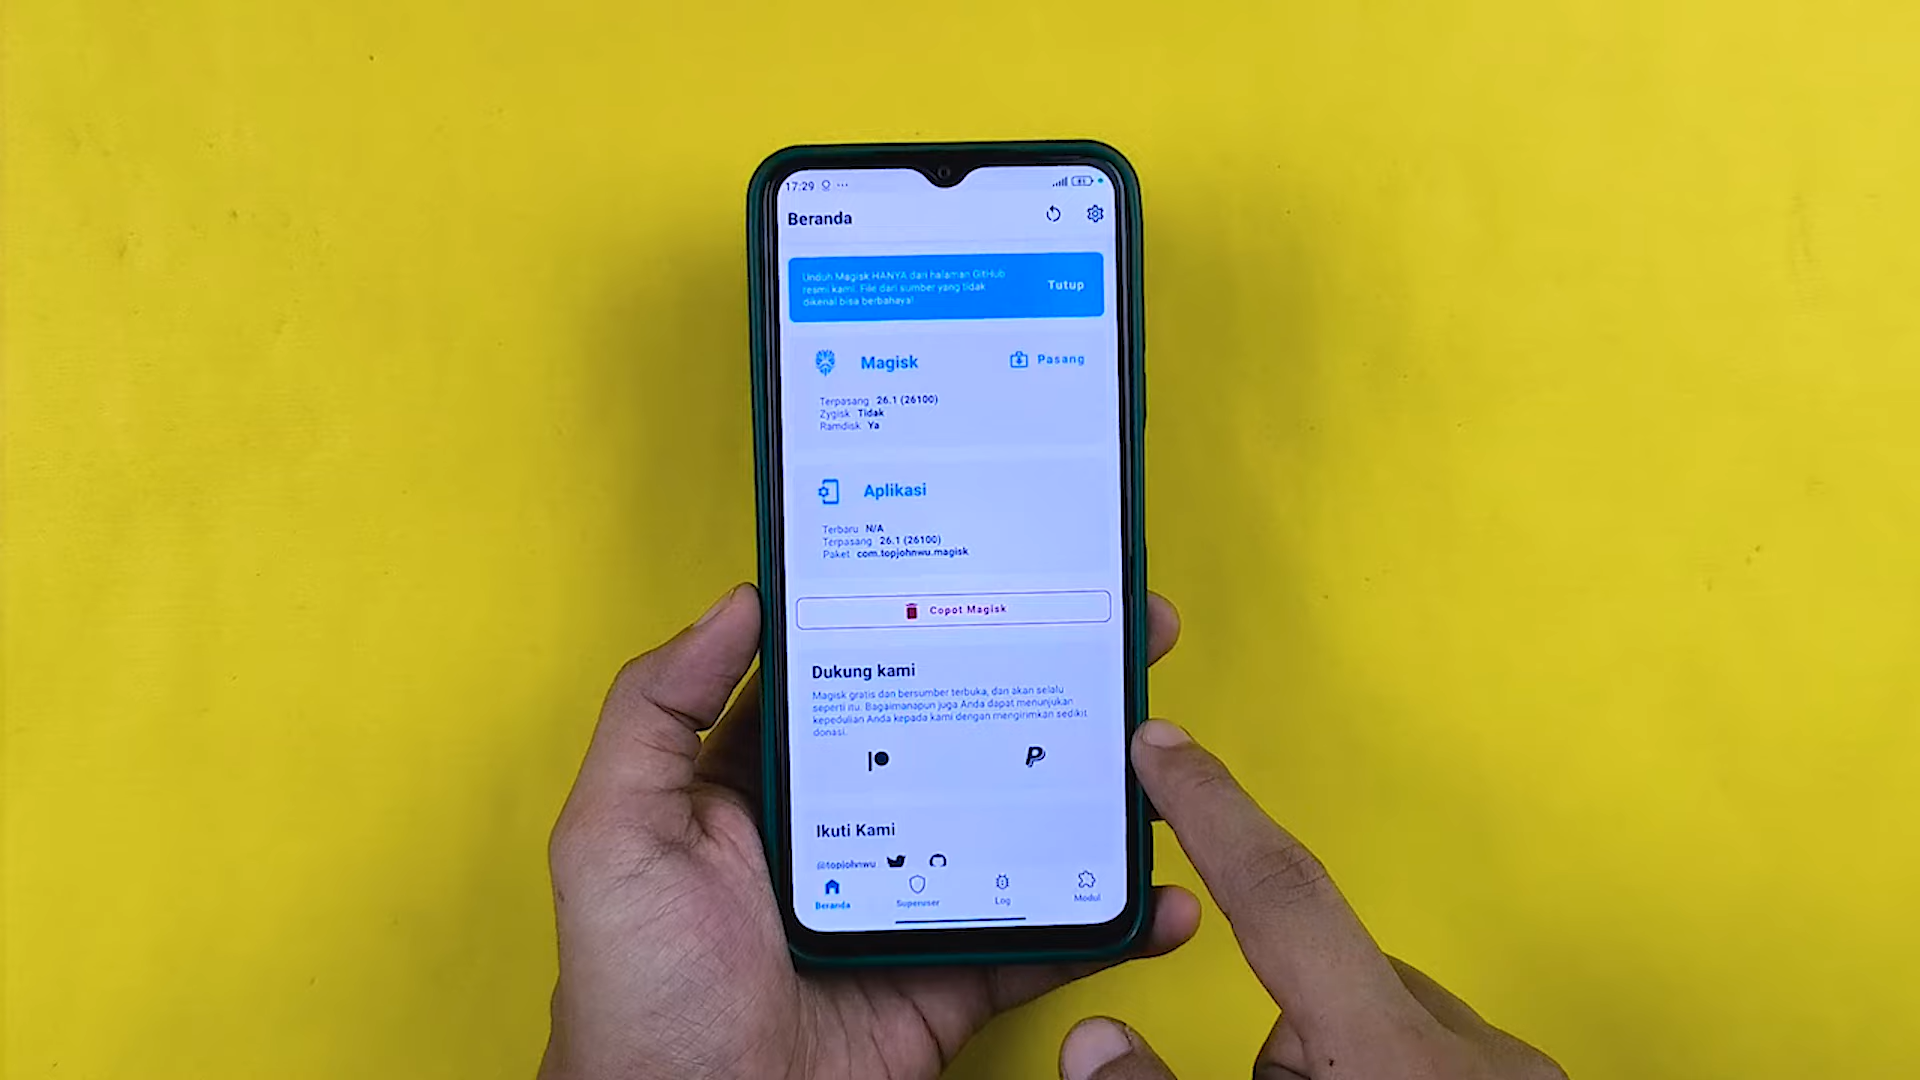 17:29
Beranda
Unduh Magisk HANYA dari halaman GitHub
resmi kami. File dari sumber yang tidak
dikenal bisa berbahaya!
Tutup
Magisk
Pasang
Terpasang 26.1 (26100)
Zygisk Tidak
Ramdisk Ya
Aplikasi
Terbaru N/A
Terpasang 26.1 (26100)
Paket com.topjohnwu.magisk
Copot Magisk
Dukung kami
Magisk gratis dan bersumber terbuka, dan akan selalu
seperti itu. Bagaimanapun juga Anda dapat menunjukan
kepedulian Anda kepada kami dengan mengirimkan sedikit
donasi.
Ikuti Kami
@topjohnwu
Beranda
Superuser
Log
Modul